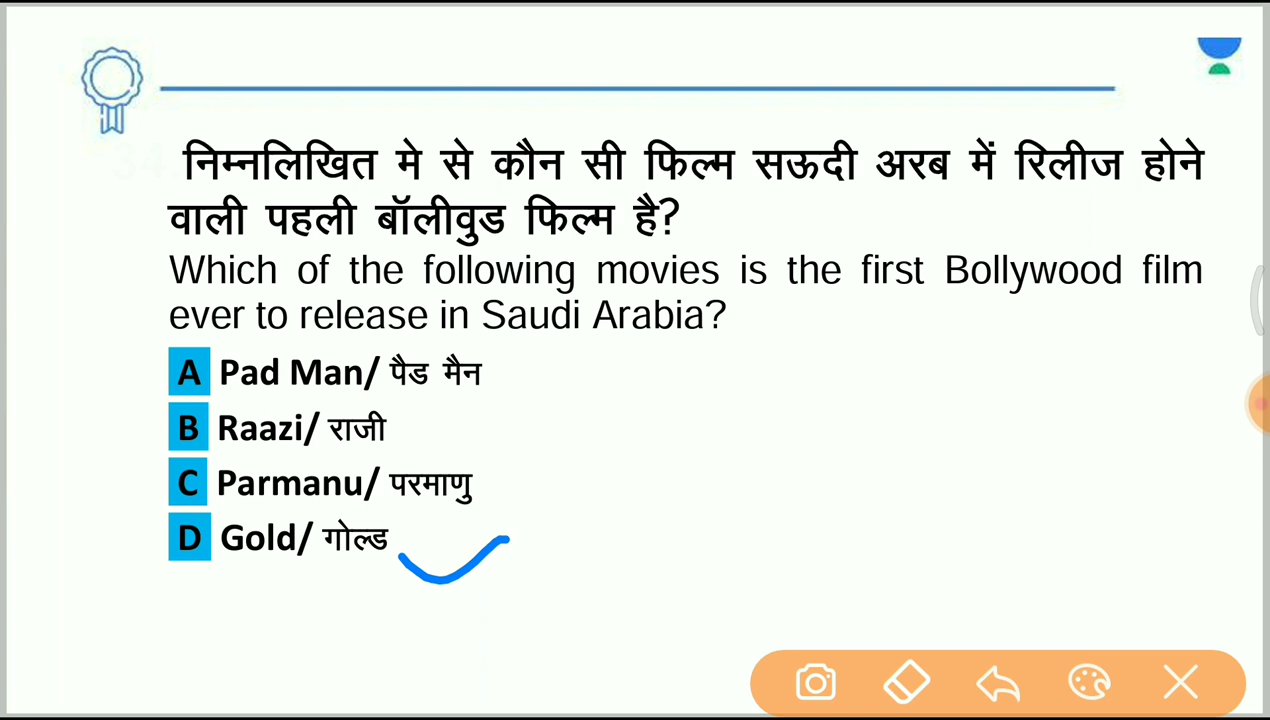 निम्नलिखित मे से कौन सी फिल्म सऊदी अरब में रिलीज होने
वाली पहली बॉलीवुड फिल्म है?
Which of the following movies is the first Bollywood film
ever to release in Saudi Arabia?
A Pad Man/ पैड मैन
B Raazi/ राजी
C Parmanu/ परमाणु
D Gold/ गोल्ड